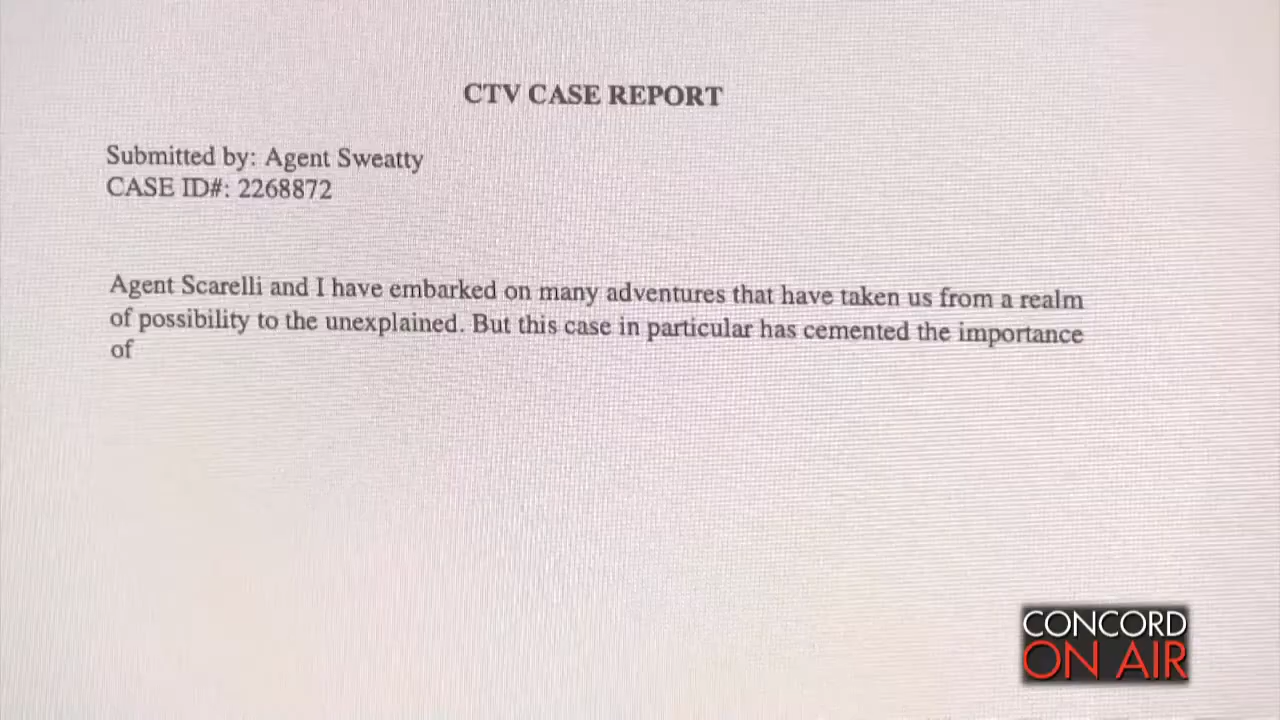 CTV CASE REPORT
Submitted by: Agent Sweatty
CASE ID#: 2268872
Agent Scarelli and I have embarked on many adventures that have taken us from a realm
of possibility to the unexplained. But this case in particular has cemented the importance
of
CONCORD
ON AIR